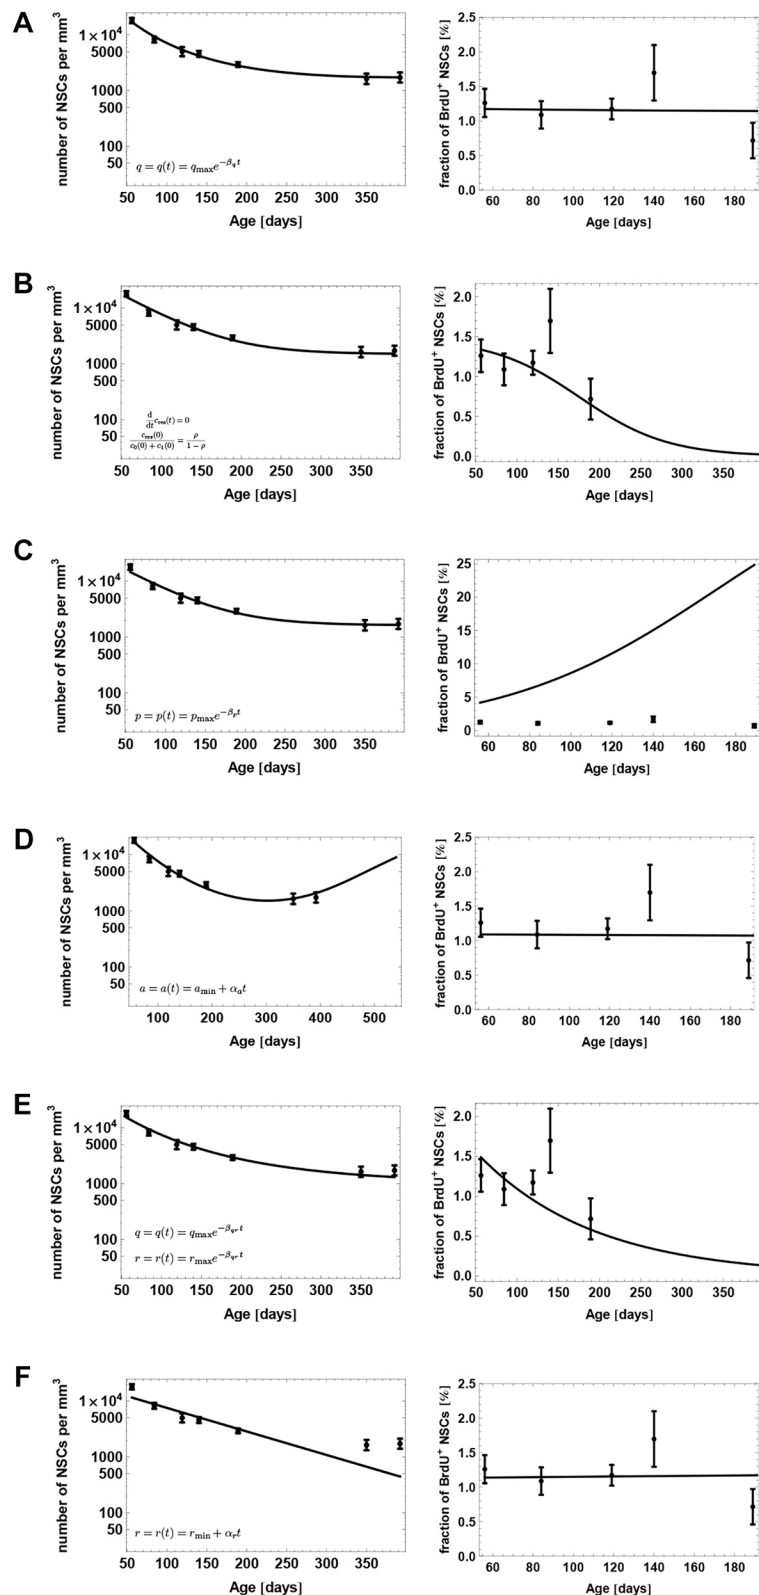 A
number of NSCs per mm³
1 × 10⁴
5000
1000
500
100
50
q = q(t) = q_max e^{-β_q t}
50 100 150 200 250 300 350
Age [days]
fraction of BrdU⁺ NSCs [%]
2.5
2.0
1.5
1.0
0.5
0.0
60 80 100 120 140 160 180
Age [days]
B
number of NSCs per mm³
1 × 10⁴
5000
1000
500
100
50
d/dt c_res(t) = 0
c_res(0)/(c_0(0) + c_1(0)) = ρ/(1 − ρ)
50 100 150 200 250 300 350
Age [days]
fraction of BrdU⁺ NSCs [%]
2.0
1.5
1.0
0.5
0.0
50 100 150 200 250 300 350
Age [days]
C
number of NSCs per mm³
1 × 10⁴
5000
1000
500
100
50
p = p(t) = p_max e^{-β_p t}
50 100 150 200 250 300 350
Age [days]
fraction of BrdU⁺ NSCs [%]
25
20
15
10
5
0
60 80 100 120 140 160 180
Age [days]
D
number of NSCs per mm³
1 × 10⁴
5000
1000
500
100
50
a = a(t) = a_min + α_a t
100 200 300 400 500
Age [days]
fraction of BrdU⁺ NSCs [%]
2.5
2.0
1.5
1.0
0.5
0.0
60 80 100 120 140 160 180
Age [days]
E
number of NSCs per mm³
1 × 10⁴
5000
1000
500
100
50
q = q(t) = q_max e^{-β_qr t}
r = r(t) = r_max e^{-β_qr t}
50 100 150 200 250 300 350
Age [days]
fraction of BrdU⁺ NSCs [%]
2.0
1.5
1.0
0.5
0.0
50 100 150 200 250 300 350
Age [days]
F
number of NSCs per mm³
1 × 10⁴
5000
1000
500
100
50
r = r(t) = r_min + α_r t
50 100 150 200 250 300 350
Age [days]
fraction of BrdU⁺ NSCs [%]
2.5
2.0
1.5
1.0
0.5
0.0
60 80 100 120 140 160 180
Age [days]